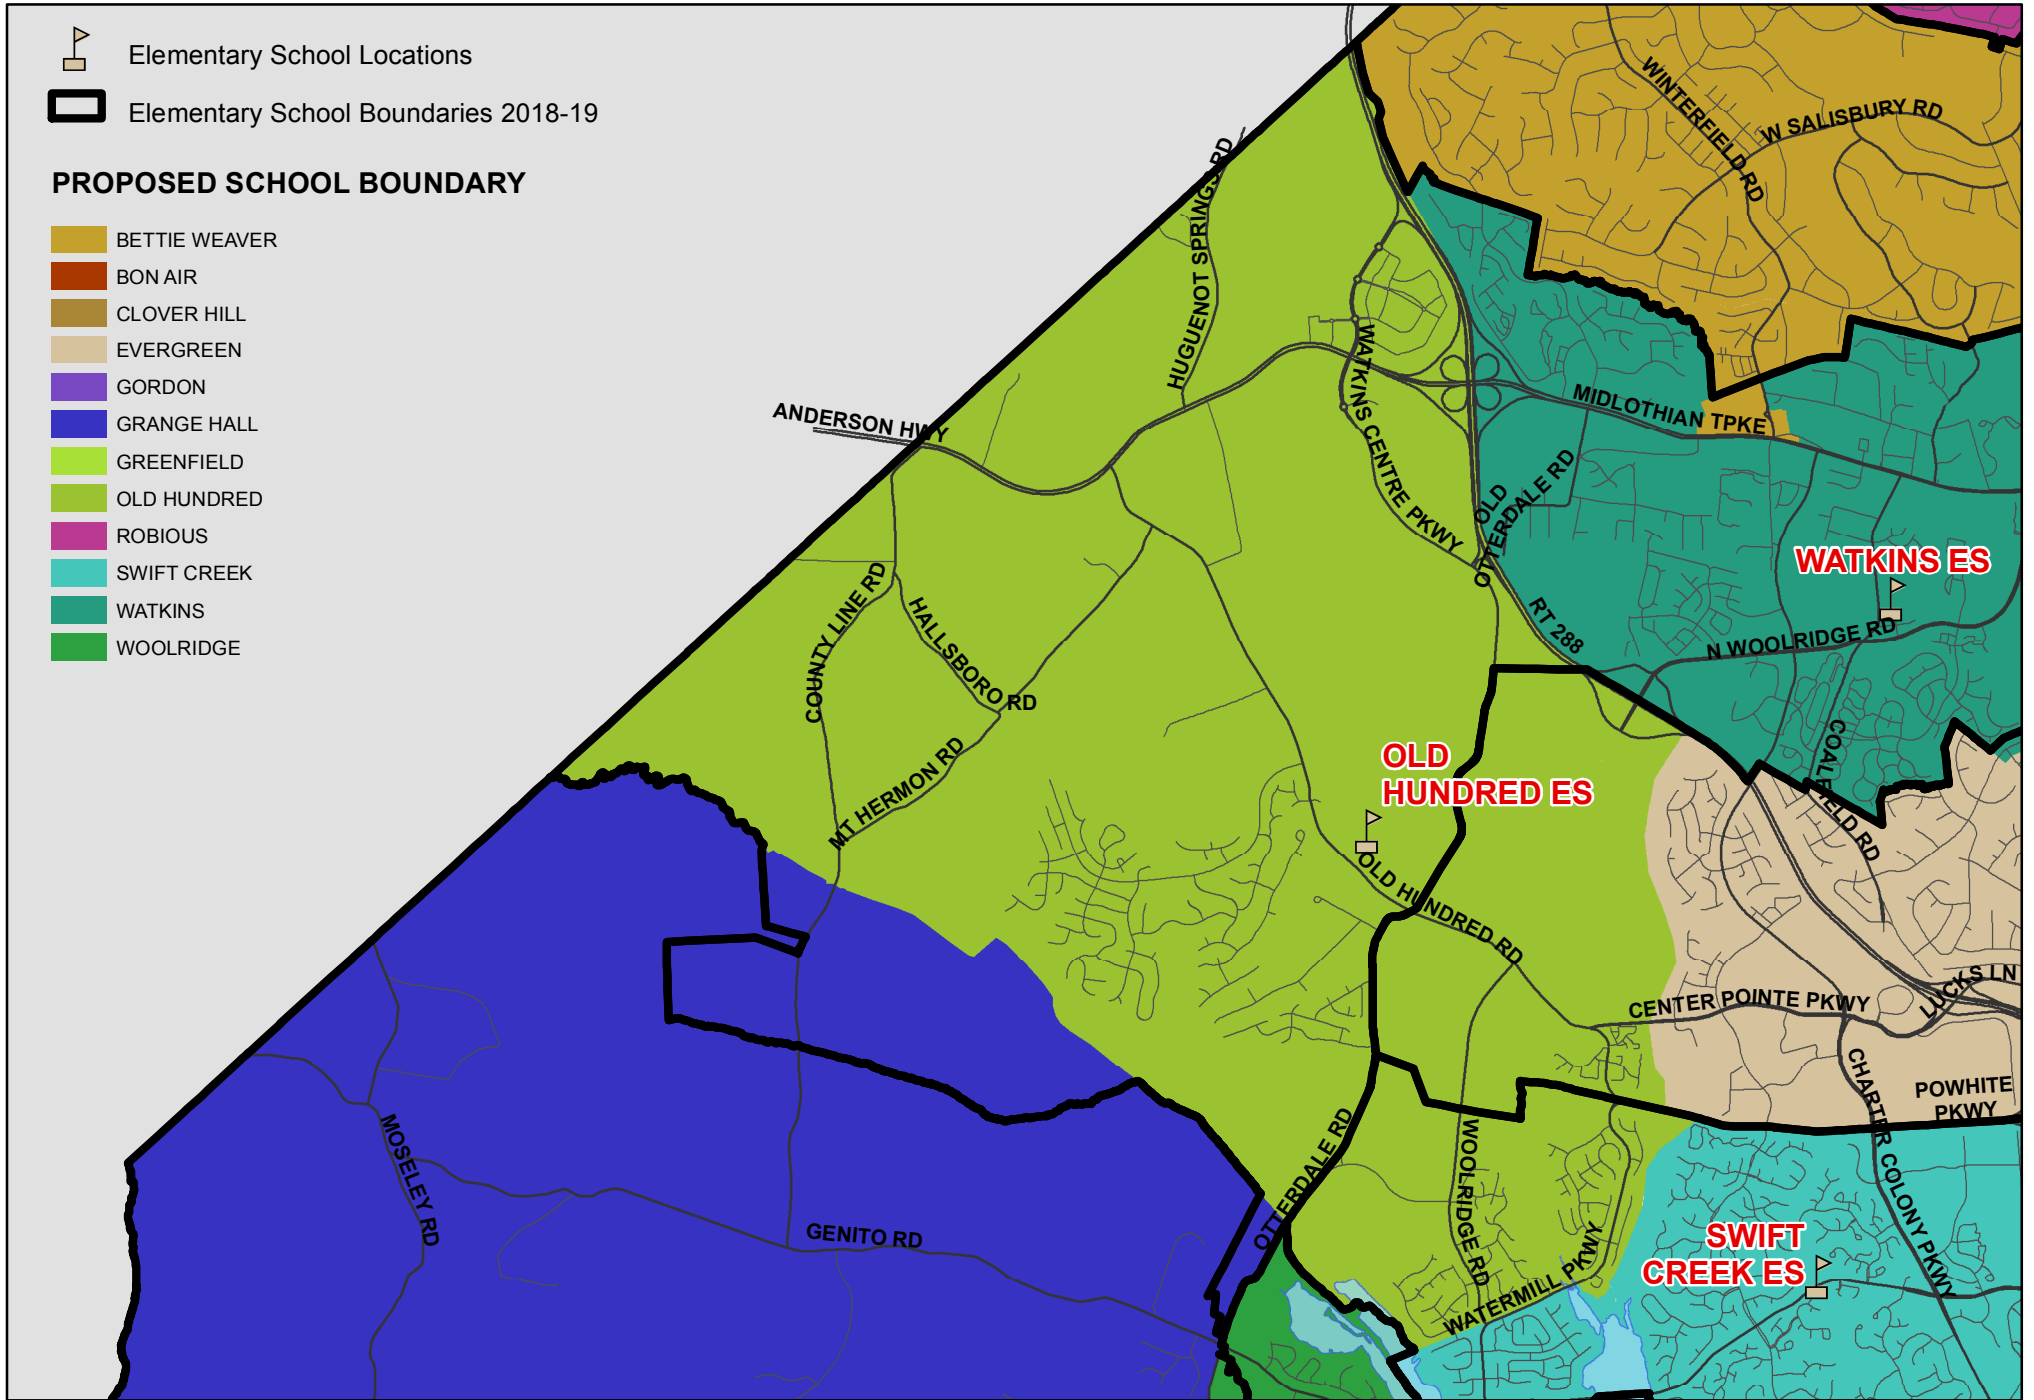 Elementary School Locations
Elementary School Boundaries 2018-19
PROPOSED SCHOOL BOUNDARY
BETTIE WEAVER
BON AIR
CLOVER HILL
EVERGREEN
GORDON
GRANGE HALL
GREENFIELD
OLD HUNDRED
ROBIOUS
SWIFT CREEK
WATKINS
WOOLRIDGE
WINTERFIELD RD
W SALISBURY RD
HUGUENOT SPRINGS RD
ANDERSON HWY
WATKINS CENTRE PKWY
MIDLOTHIAN TPKE
OLD
OTTERDALE RD
WATKINS ES
RT 288
N WOOLRIDGE RD
COUNTY LINE RD
HALLSBORO RD
MT HERMON RD
COALFIELD RD
OLD
HUNDRED ES
OLD HUNDRED RD
CENTER POINTE PKWY
LUCKS LN
CHARTER COLONY PKWY
POWHITE
PKWY
MOSELEY RD
GENITO RD
OTTERDALE RD
WOOLRIDGE RD
WATERMILL PKWY
SWIFT
CREEK ES